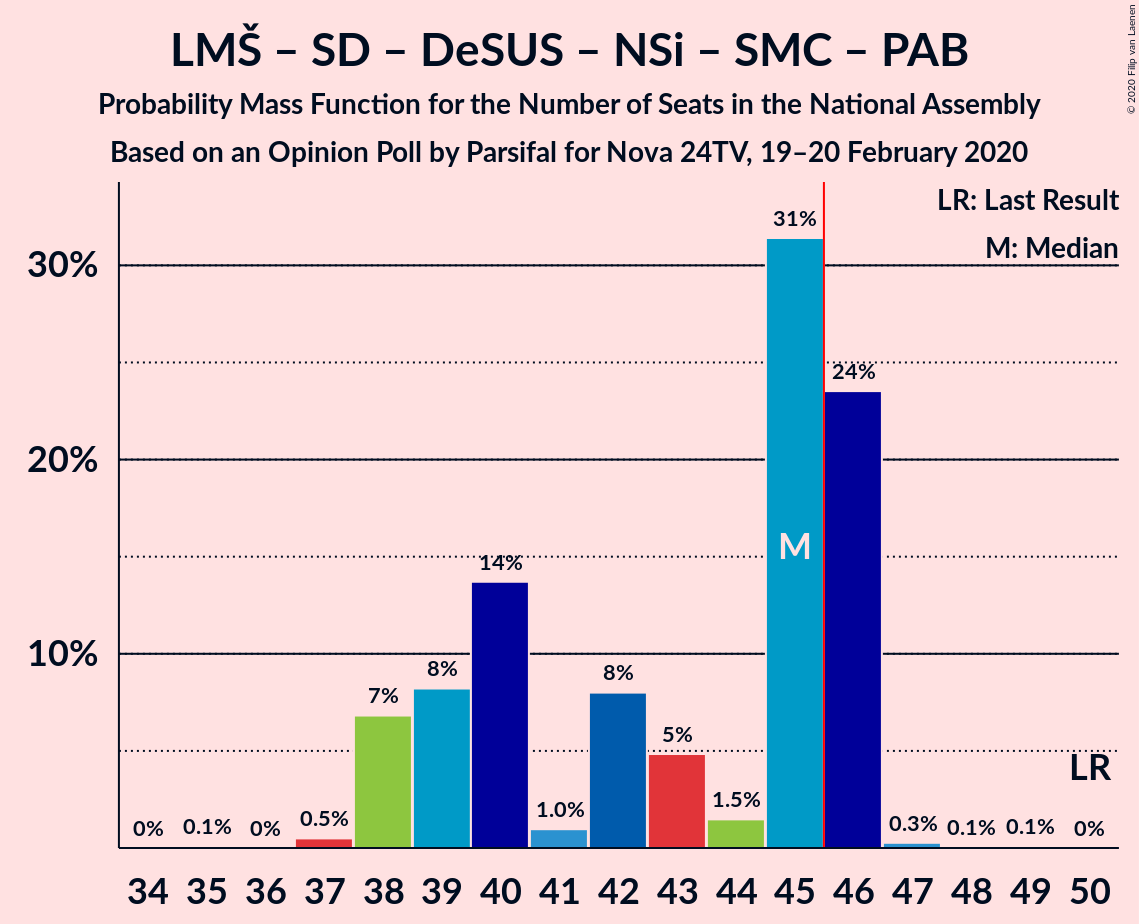 LMŠ – SD – DeSUS – NSi – SMC – PAB
Probability Mass Function for the Number of Seats in the National Assembly
Based on an Opinion Poll by Parsifal for Nova 24TV, 19–20 February 2020
© 2020 Filip van Laenen
LR: Last Result
M: Median
30%
20%
10%
0%
0.1%
0%
0.5%
7%
8%
14%
1.0%
8%
5%
1.5%
31%
24%
0.3%
0.1%
0.1%
0%
M
LR
34 35 36 37 38 39 40 41 42 43 44 45 46 47 48 49 50